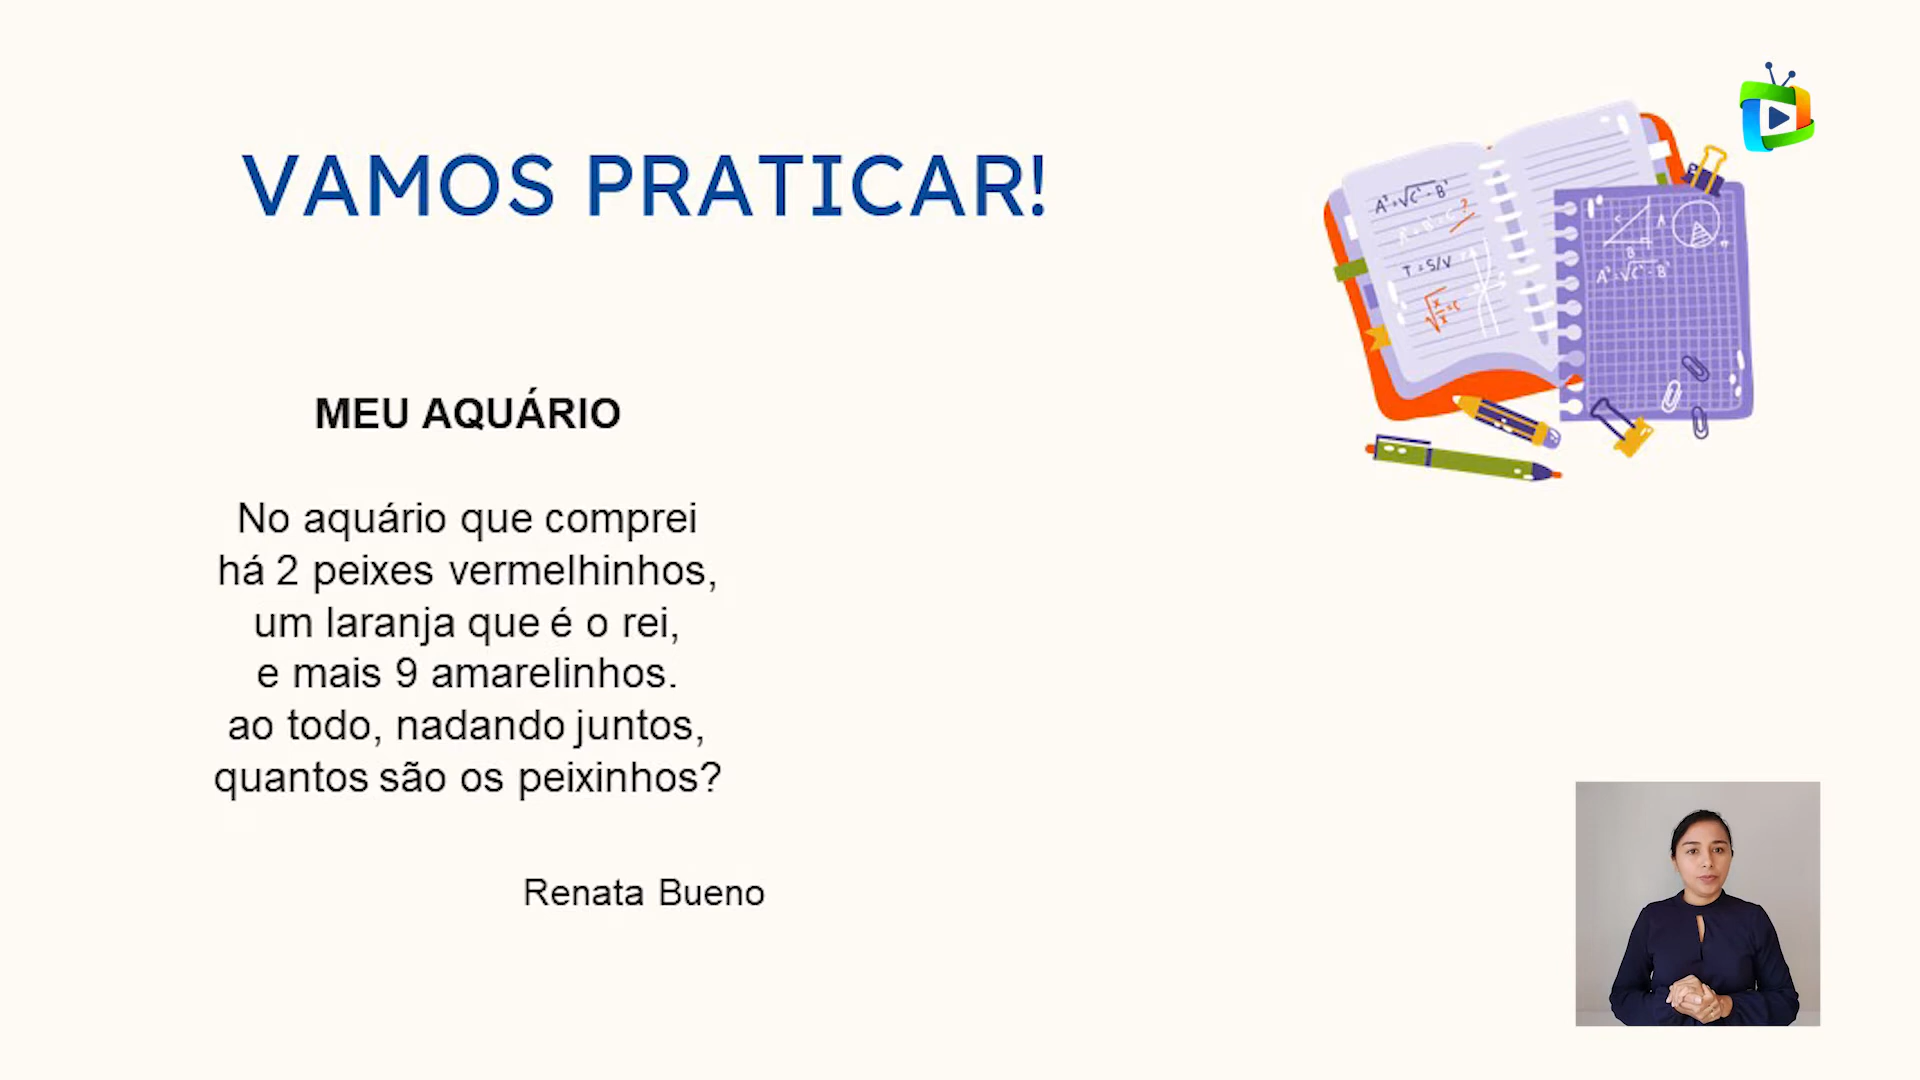 VAMOS PRATICAR!
MEU AQUÁRIO
No aquário que comprei
há 2 peixes vermelhinhos,
um laranja que é o rei,
e mais 9 amarelinhos.
ao todo, nadando juntos,
quantos são os peixinhos?
Renata Bueno
T=S/V